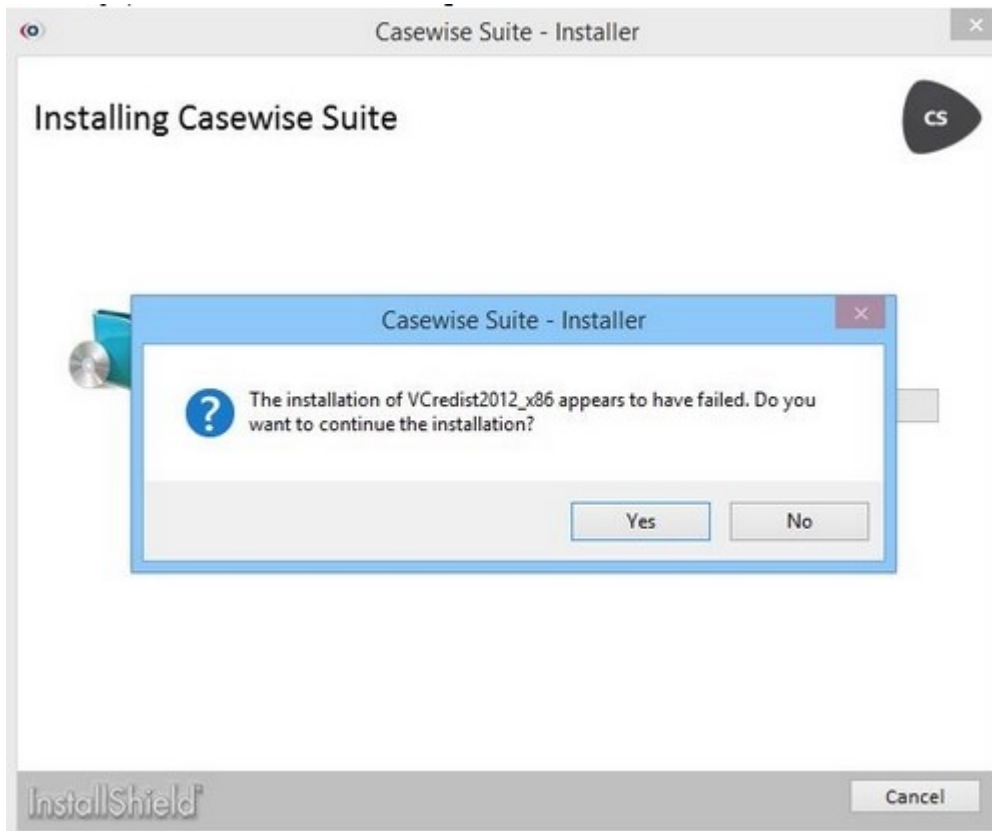 Casewise Suite - Installer
Installing Casewise Suite
CS
Casewise Suite - Installer
The installation of VCredist2012_x86 appears to have failed. Do you
want to continue the installation?
Yes
No
InstallShield
Cancel